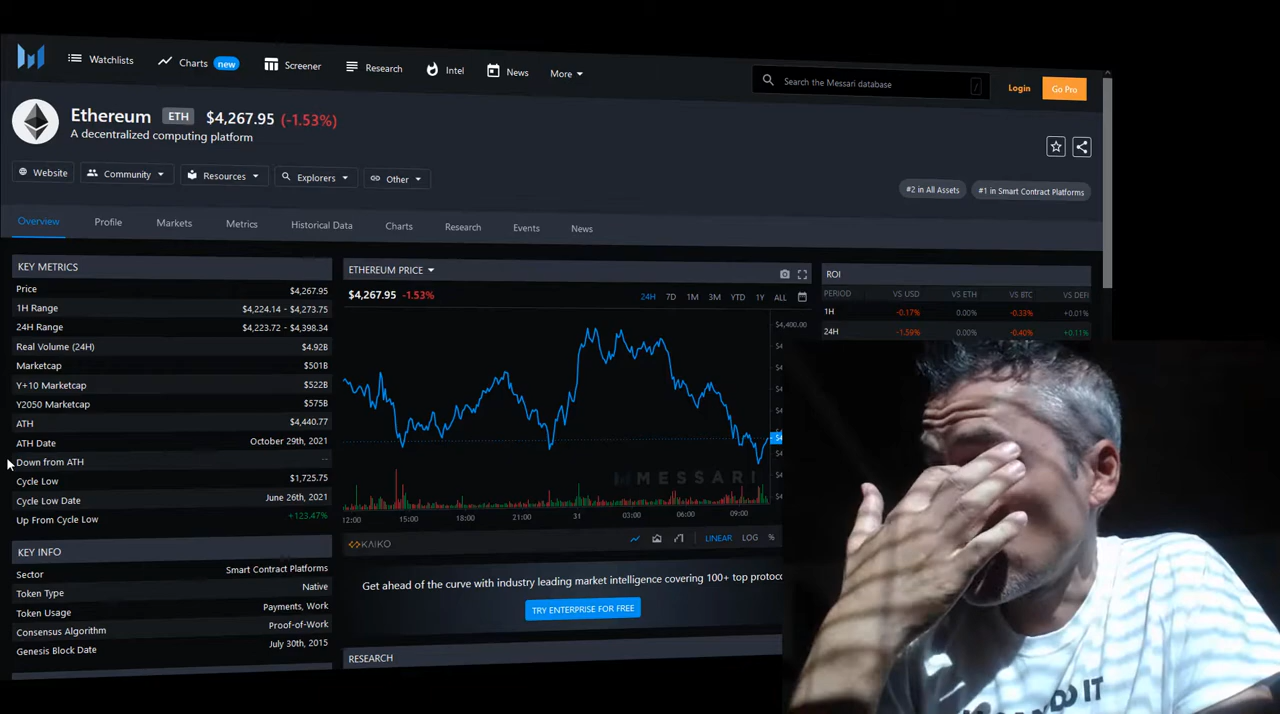 Watchlists Charts new Screener Research Intel News More Search the Messari database / Login Go Pro
Ethereum ETH $4,267.95 (-1.53%)
A decentralized computing platform
Website Community Resources Explorers Other
#2 in All Assets #1 in Smart Contract Platforms
Overview Profile Markets Metrics Historical Data Charts Research Events News
KEY METRICS
Price $4,267.95
1H Range $4,224.14 - $4,273.75
24H Range $4,223.72 - $4,398.34
Real Volume (24H) $4.92B
Marketcap $501B
Y+10 Marketcap $522B
Y2050 Marketcap $575B
ATH $4,440.77
ATH Date October 29th, 2021
Down from ATH --
Cycle Low $1,725.75
Cycle Low Date June 26th, 2021
Up From Cycle Low +123.47%
KEY INFO
Sector Smart Contract Platforms
Token Type Native
Token Usage Payments, Work
Consensus Algorithm Proof-of-Work
Genesis Block Date July 30th, 2015
ETHEREUM PRICE
$4,267.95 -1.53% 24H 7D 1M 3M YTD 1Y ALL
$4,400.00
MESSARI
12:00 15:00 18:00 21:00 31 03:00 06:00 09:00
KAIKO LINEAR LOG %
Get ahead of the curve with industry leading market intelligence covering 100+ top protoc
TRY ENTERPRISE FOR FREE
RESEARCH
ROI
PERIOD VS USD VS ETH VS BTC VS DEFI
1H -0.17% 0.00% -0.33% +0.01%
24H -1.59% 0.00% -0.40% +0.11%
DO IT